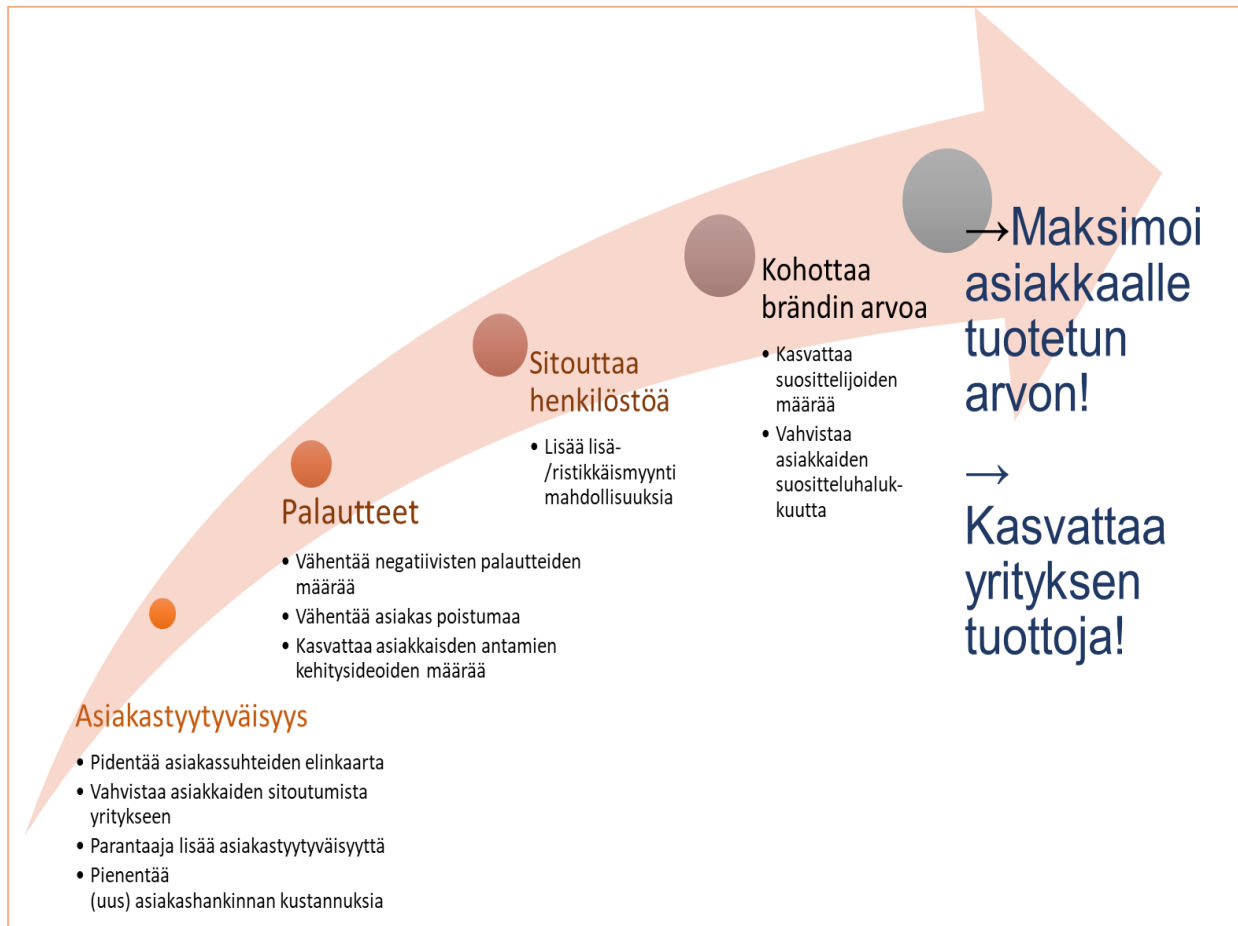 Asiakastyytyväisyys
• Pidentää asiakassuhteiden elinkaarta
• Vahvistaa asiakkaiden sitoutumista
yritykseen
• Parantaaja lisää asiakastyytyväisyyttä
• Pienentää
(uus) asiakashankinnan kustannuksia
Palautteet
• Vähentää negatiivisten palautteiden
määrää
• Vähentää asiakas poistumaa
• Kasvattaa asiakkaisden antamien
kehitysideoiden määrää
Sitouttaa
henkilöstöä
• Lisää lisä-
/ristikkäismyynti
mahdollisuuksia
Kohottaa
brändin arvoa
• Kasvattaa
suosittelijoiden
määrää
• Vahvistaa
asiakkaiden
suositteluhaluk-
kuutta
→Maksimoi
asiakkaalle
tuotetun
arvon!
→
Kasvattaa
yrityksen
tuottoja!